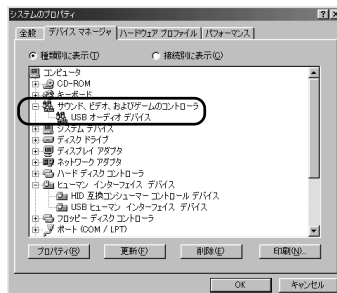 システムのプロパティ
全般 デバイス マネージャ ハードウェア プロファイル パフォーマンス
種類別に表示(T) 接続別に表示(C)
コンピュータ
CD-ROM
キーボード
サウンド、ビデオ、およびゲームのコントローラ
USB オーディオ デバイス
システム デバイス
ディスク ドライブ
ディスプレイ アダプタ
ネットワーク アダプタ
ハード ディスク コントローラ
ヒューマン インターフェイス デバイス
HID 互換コンシューマー コントロール デバイス
USB ヒューマン インターフェイス デバイス
フロッピー ディスク コントローラ
ポート (COM / LPT)
プロパティ(R) 更新(F) 削除(E) 印刷(N)...
OK キャンセル